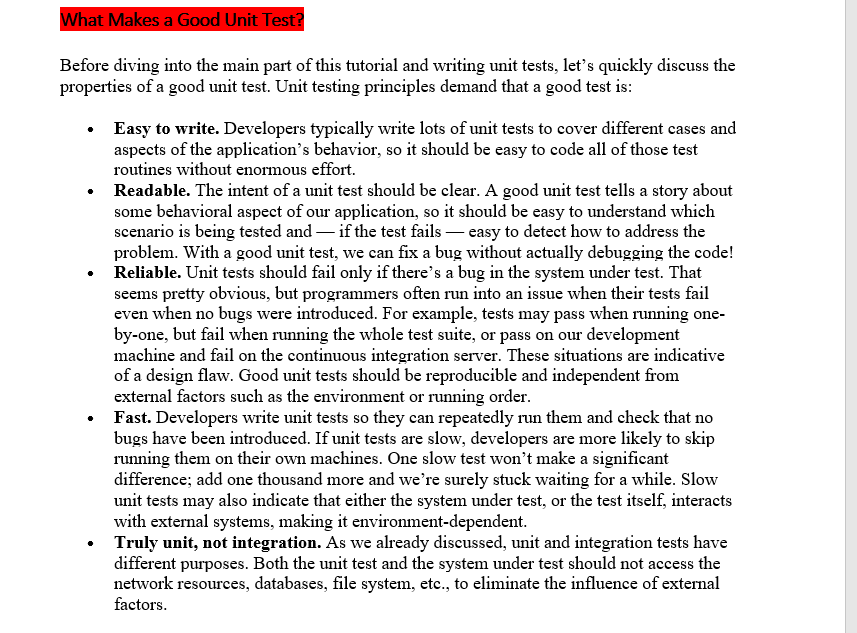 What Makes a Good Unit Test?
Before diving into the main part of this tutorial and writing unit tests, let’s quickly discuss the
properties of a good unit test. Unit testing principles demand that a good test is:
• Easy to write. Developers typically write lots of unit tests to cover different cases and
aspects of the application’s behavior, so it should be easy to code all of those test
routines without enormous effort.
• Readable. The intent of a unit test should be clear. A good unit test tells a story about
some behavioral aspect of our application, so it should be easy to understand which
scenario is being tested and — if the test fails — easy to detect how to address the
problem. With a good unit test, we can fix a bug without actually debugging the code!
• Reliable. Unit tests should fail only if there’s a bug in the system under test. That
seems pretty obvious, but programmers often run into an issue when their tests fail
even when no bugs were introduced. For example, tests may pass when running one-
by-one, but fail when running the whole test suite, or pass on our development
machine and fail on the continuous integration server. These situations are indicative
of a design flaw. Good unit tests should be reproducible and independent from
external factors such as the environment or running order.
• Fast. Developers write unit tests so they can repeatedly run them and check that no
bugs have been introduced. If unit tests are slow, developers are more likely to skip
running them on their own machines. One slow test won’t make a significant
difference; add one thousand more and we’re surely stuck waiting for a while. Slow
unit tests may also indicate that either the system under test, or the test itself, interacts
with external systems, making it environment-dependent.
• Truly unit, not integration. As we already discussed, unit and integration tests have
different purposes. Both the unit test and the system under test should not access the
network resources, databases, file system, etc., to eliminate the influence of external
factors.